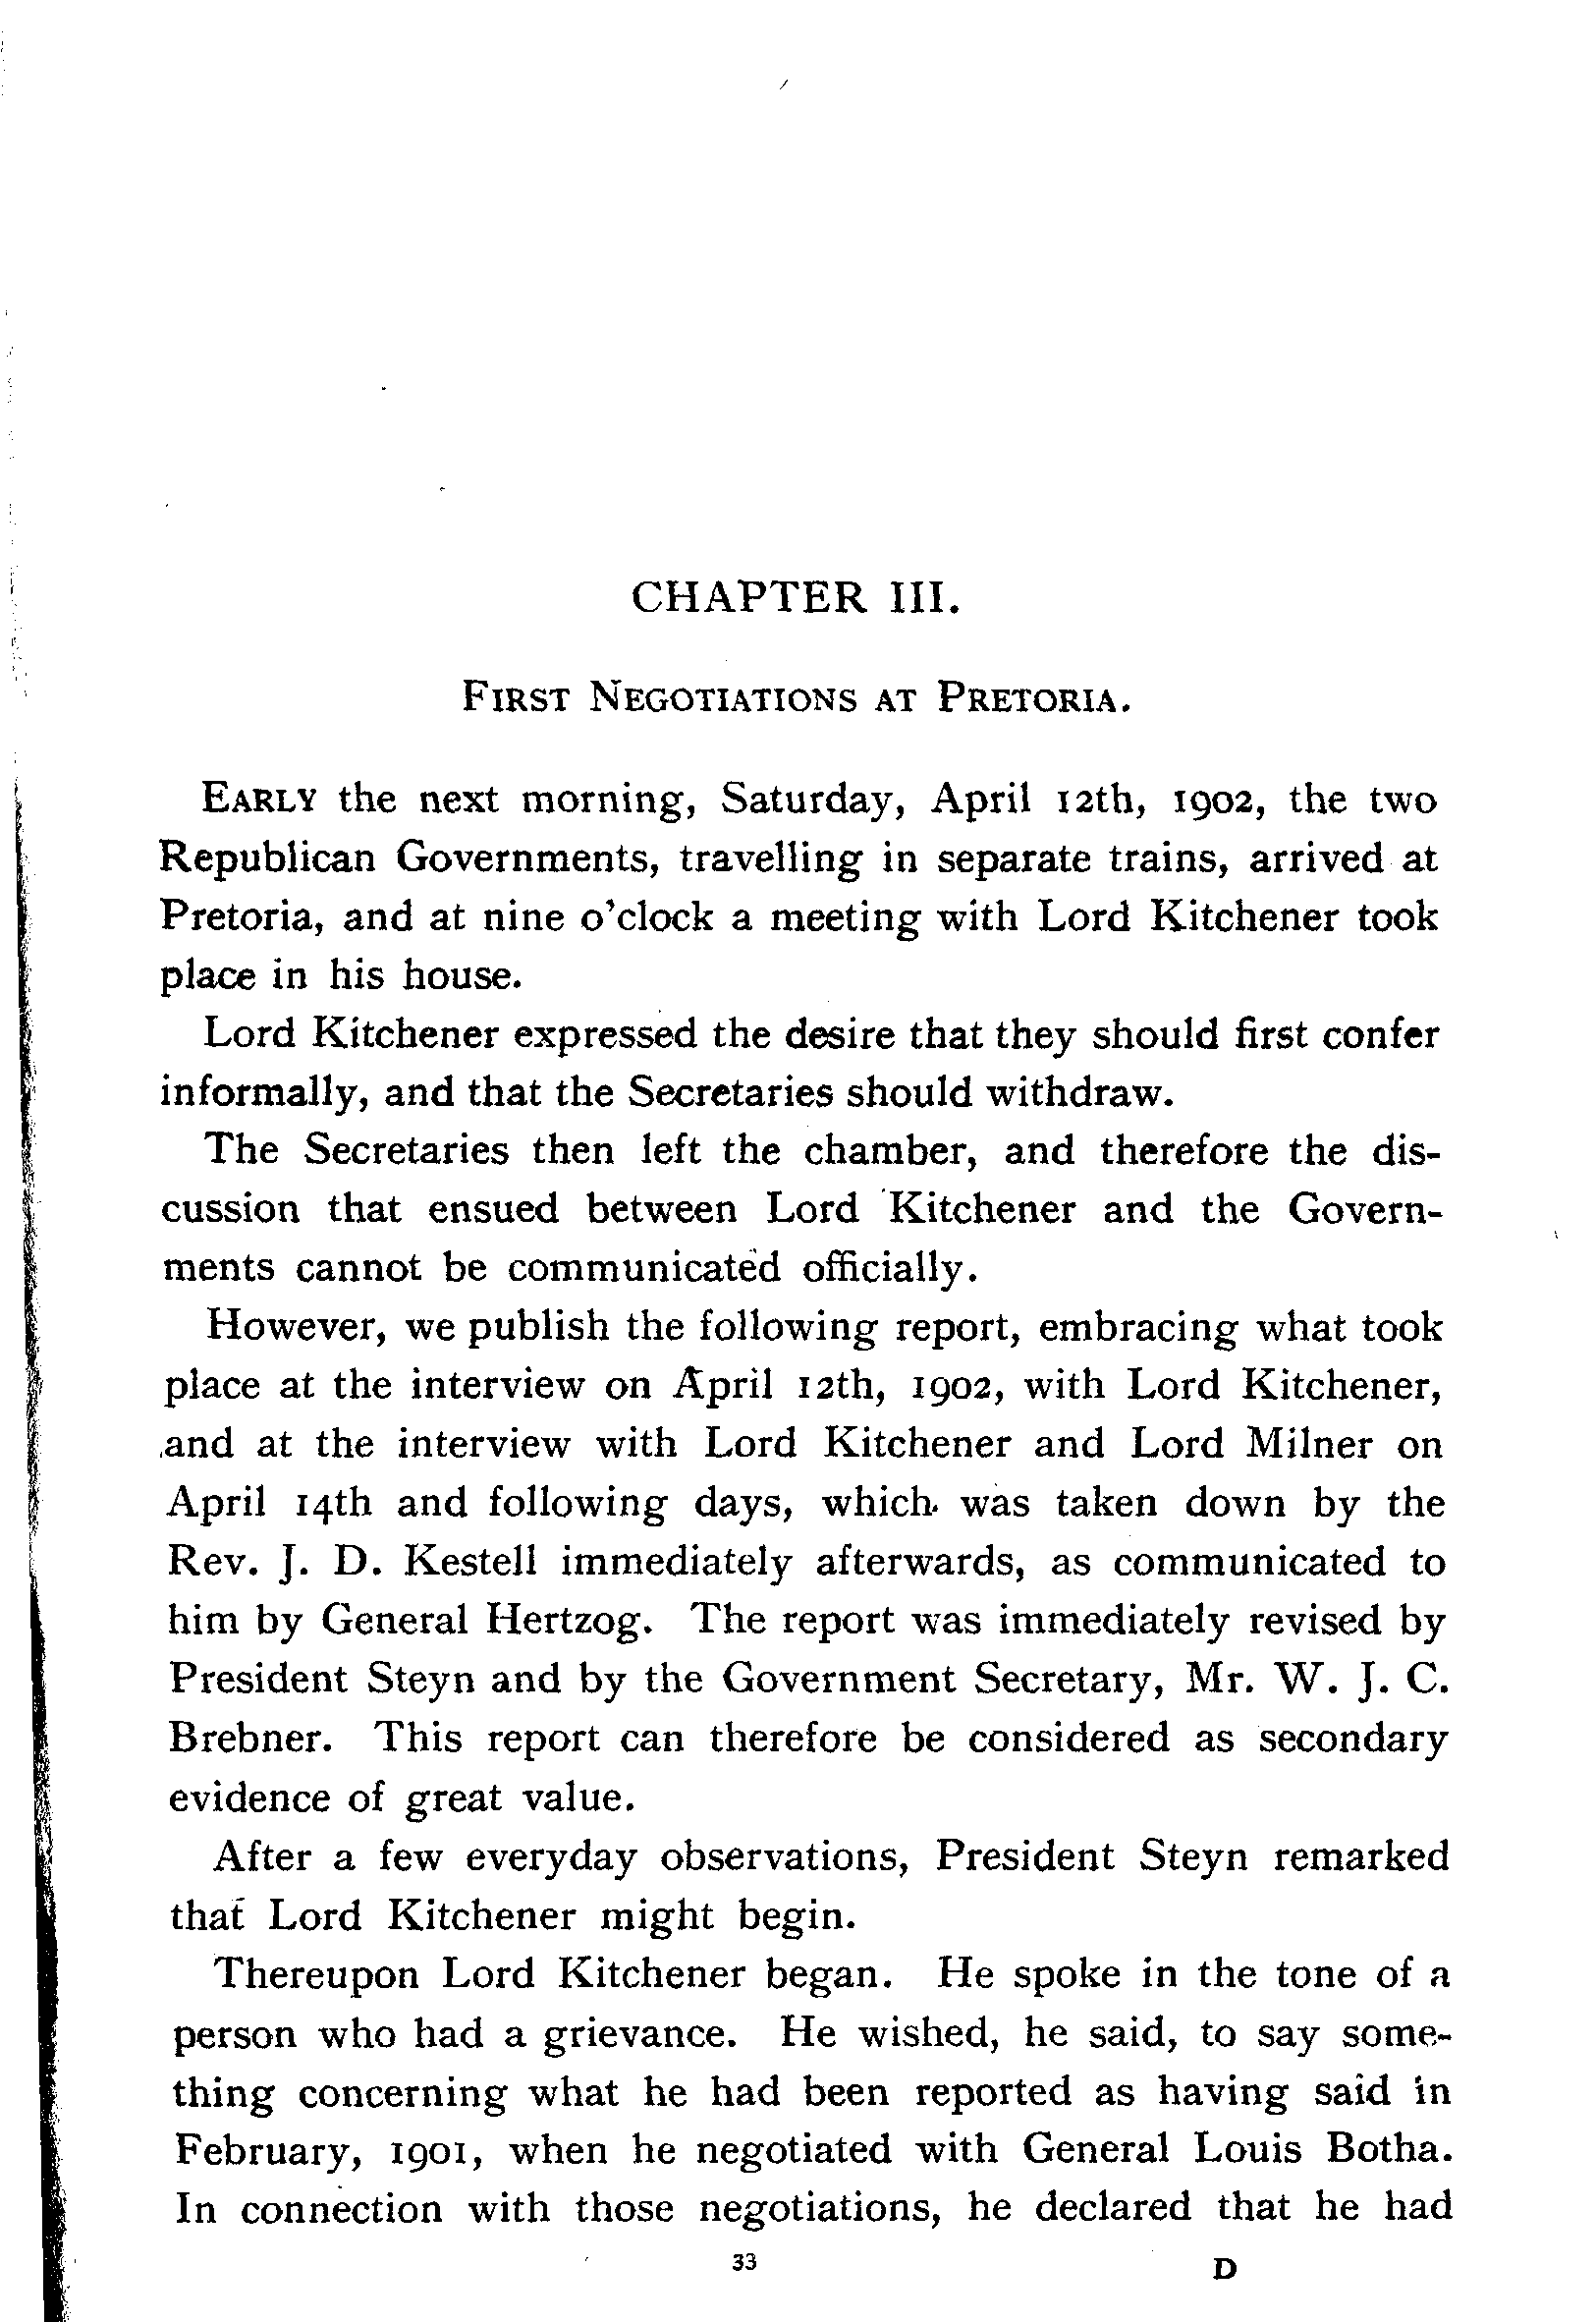 CHAPTER III.
FIRST NEGOTIATIONS AT PRETORIA.
EARLY the next morning, Saturday, April 12th, 1902, the two
Republican Governments, travelling in separate trains, arrived at
Pretoria, and at nine o'clock a meeting with Lord Kitchener took
place in his house.
Lord Kitchener expressed the desire that they should first confer
informally, and that the Secretaries should withdraw.
The Secretaries then left the chamber, and therefore the dis-
cussion that ensued between Lord Kitchener and the Govern-
ments cannot be communicated officially.
However, we publish the following report, embracing what took
place at the interview on April 12th, 1902, with Lord Kitchener,
and at the interview with Lord Kitchener and Lord Milner on
April 14th and following days, which was taken down by the
Rev. J. D. Kestell immediately afterwards, as communicated to
him by General Hertzog. The report was immediately revised by
President Steyn and by the Government Secretary, Mr. W. J. C.
Brebner. This report can therefore be considered as secondary
evidence of great value.
After a few everyday observations, President Steyn remarked
that Lord Kitchener might begin.
Thereupon Lord Kitchener began. He spoke in the tone of a
person who had a grievance. He wished, he said, to say some-
thing concerning what he had been reported as having said in
February, 1901, when he negotiated with General Louis Botha.
In connection with those negotiations, he declared that he had
33 D